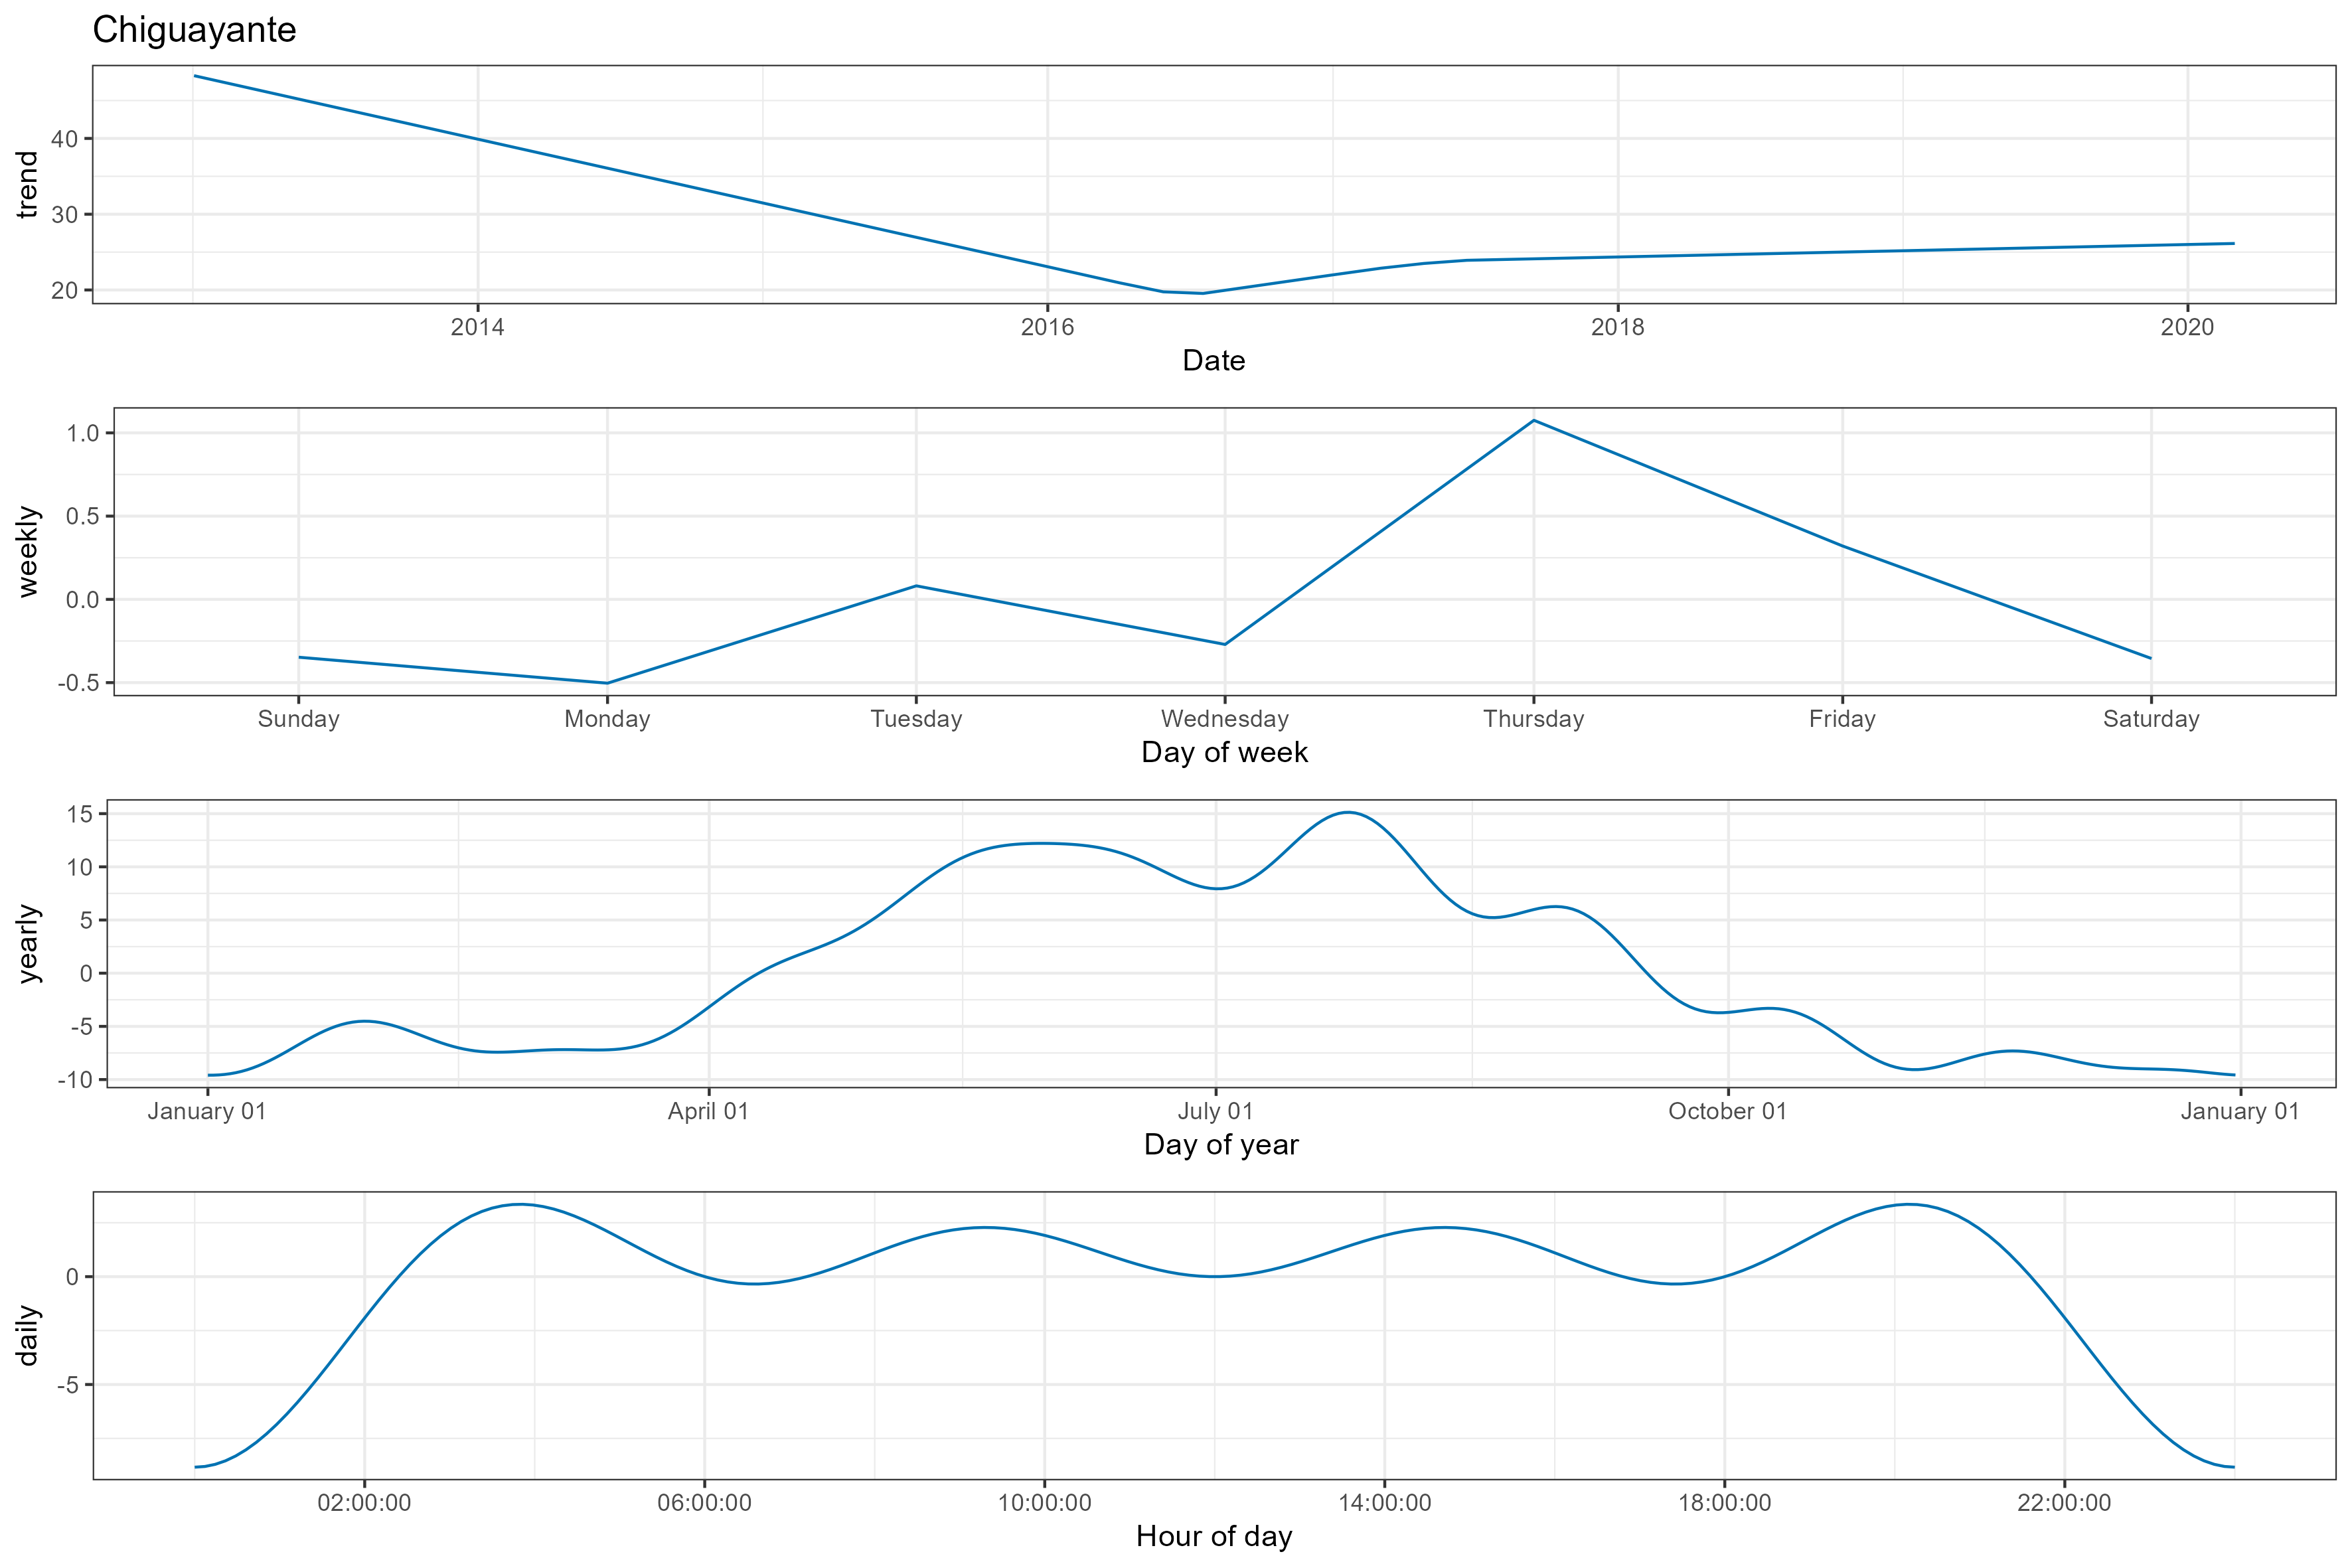 Chiguayante
trend
40
30
20
2014 2016 2018 2020
Date
weekly
1.0
0.5
0.0
-0.5
Sunday Monday Tuesday Wednesday Thursday Friday Saturday
Day of week
yearly
15
10
5
0
-5
-10
January 01 April 01 July 01 October 01 January 01
Day of year
daily
0
-5
02:00:00 06:00:00 10:00:00 14:00:00 18:00:00 22:00:00
Hour of day